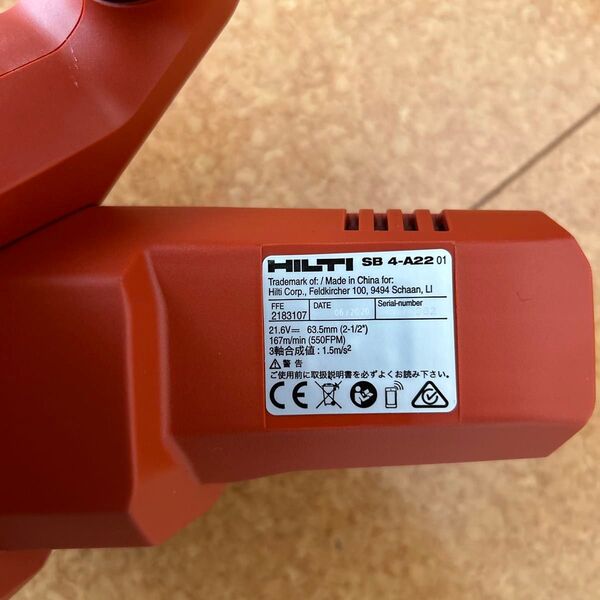 HILTI SB 4-A22 01
Trademark of: / Made in China for:
Hilti Corp., Feldkircher 100, 9494 Schaan, LI
FFE DATE Serial-number
2183107 06 2020
21.6V⎓ 63.5mm (2-1/2")
167m/min (550FPM)
3軸合成値 : 1.5m/s²
⚠ 警 告
ご使用前に取扱説明書を必ずよくお読み下さい。
CE